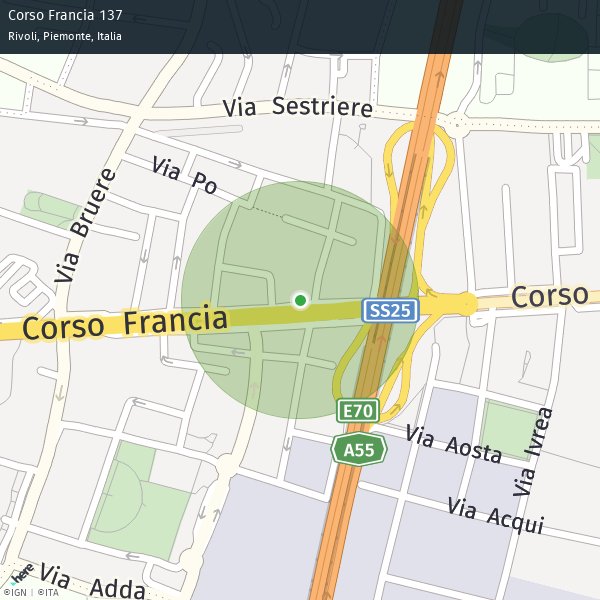 Corso Francia 137
Rivoli, Piemonte, Italia
Via Sestriere
Via Po
Via Bruere
Corso Francia
SS25
Corso
E70
A55
Via Aosta
Via Ivrea
Via Acqui
Via Adda
here
©IGN | ©ITA